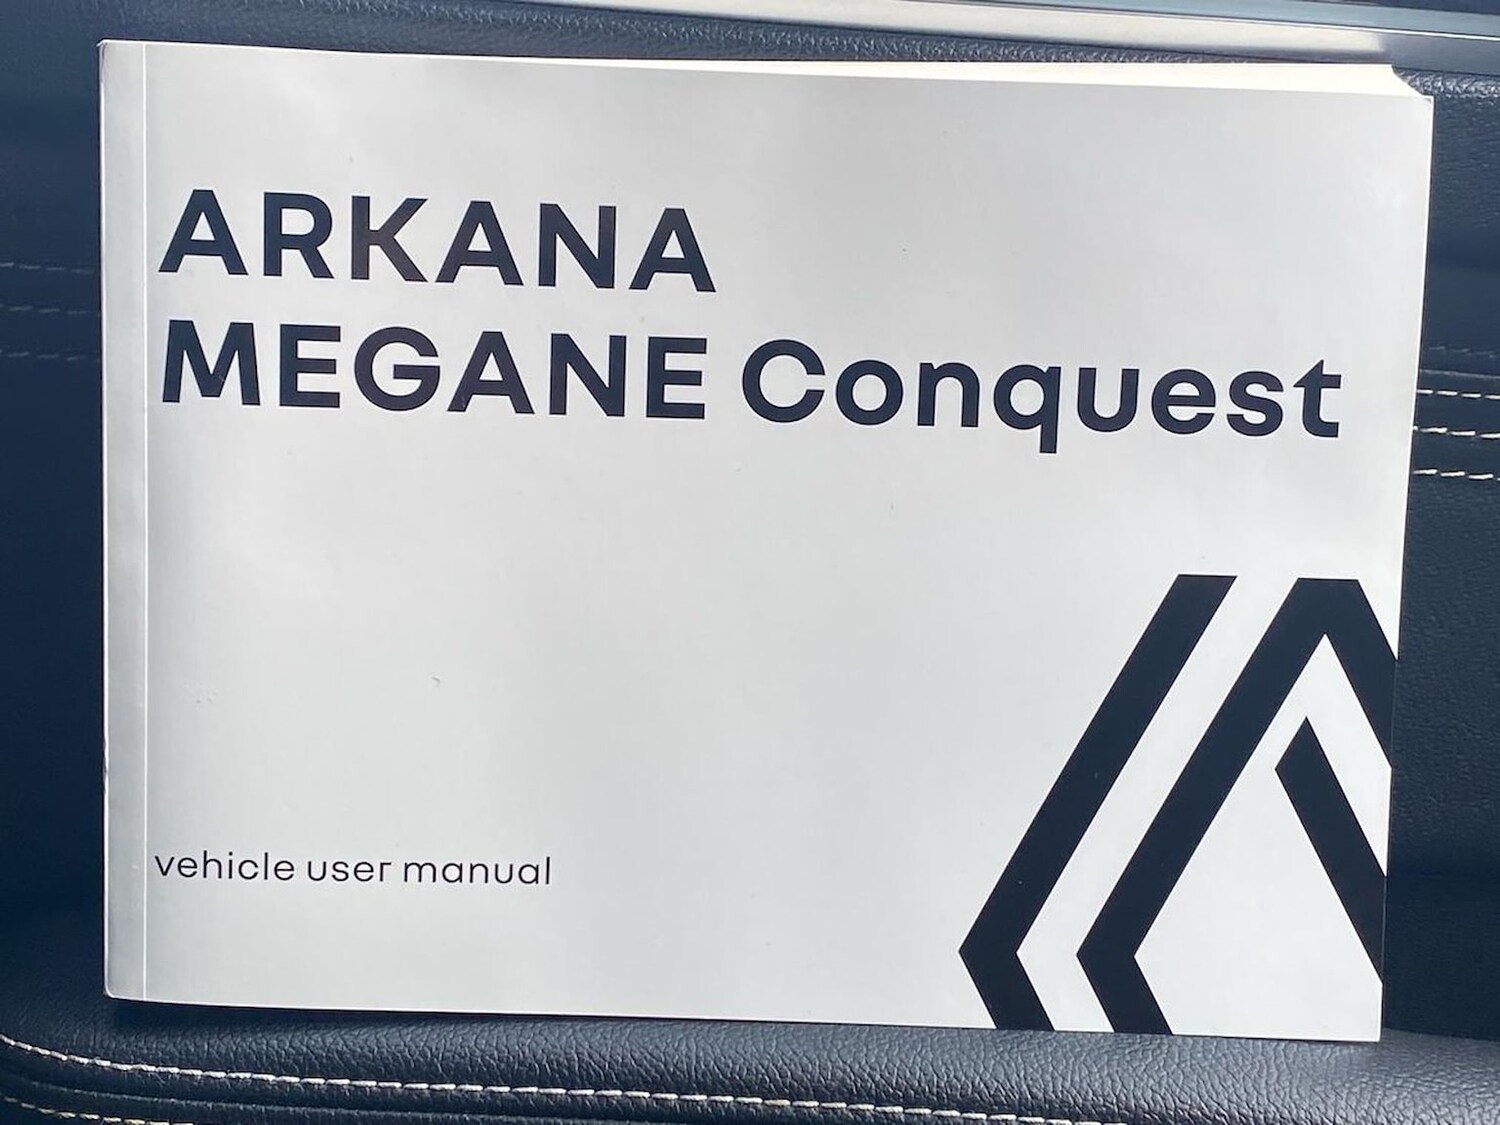 ARKANA
MEGANE Conquest
vehicle user manual